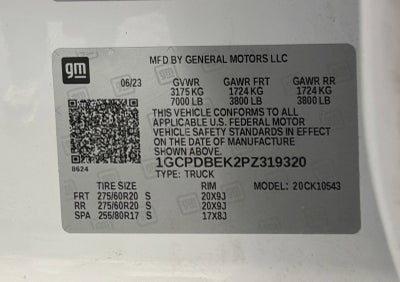 gm
MFD BY GENERAL MOTORS LLC
06/23 GVWR GAWR FRT GAWR RR
3175 KG 1724 KG 1724 KG
7000 LB 3800 LB 3800 LB
THIS VEHICLE CONFORMS TO ALL
APPLICABLE U.S. FEDERAL MOTOR
VEHICLE SAFETY STANDARDS IN EFFECT
ON THE DATE OF MANUFACTURE
SHOWN ABOVE.
8624 1GCPDBEK2PZ319320
TYPE: TRUCK
TIRE SIZE RIM MODEL: 20CK10543
FRT 275/60R20 S 20X9J
RR 275/60R20 S 20X9J
SPA 255/80R17 S 17X8J